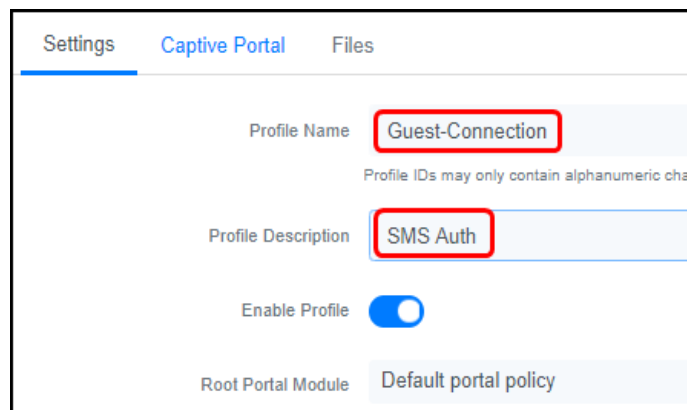 Settings Captive Portal Files
Profile Name Guest-Connection
Profile IDs may only contain alphanumeric cha
Profile Description SMS Auth
Enable Profile
Root Portal Module Default portal policy